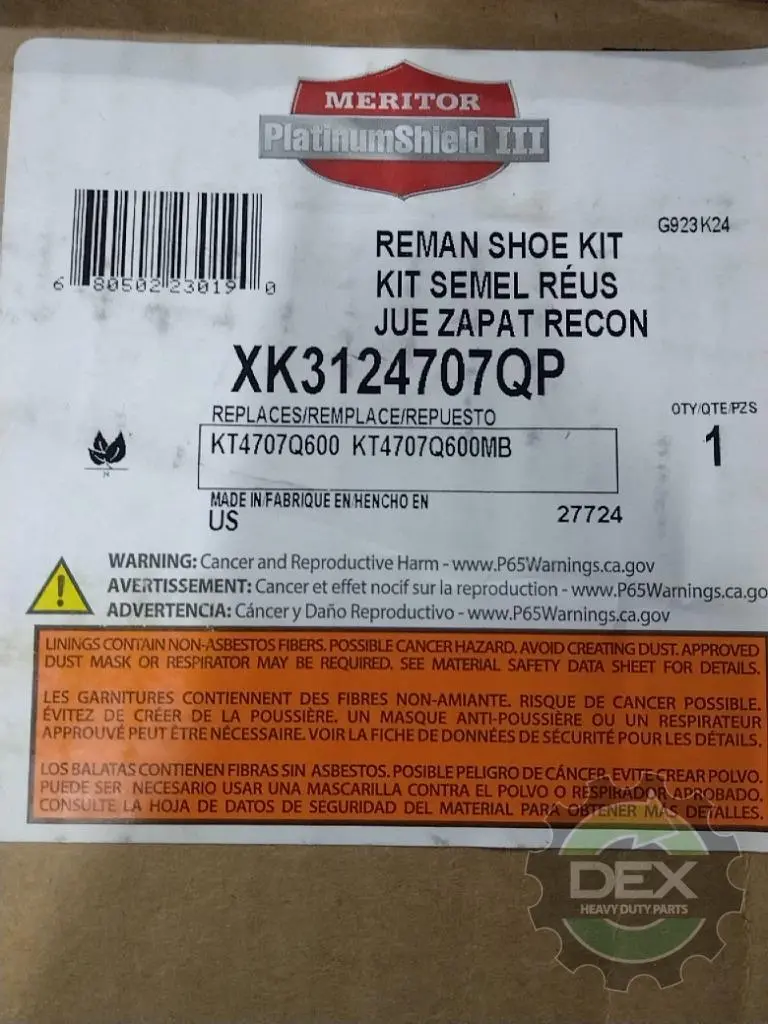 MERITOR
PlatinumShield III
6 80502 23019 0
G923K24
REMAN SHOE KIT
KIT SEMEL RÉUS
JUE ZAPAT RECON
XK3124707QP
REPLACES/REMPLACE/REPUESTO
KT4707Q600 KT4707Q600MB
QTY/QTE/PZS
1
N
MADE IN/FABRIQUE EN/HENCHO EN
US
27724
WARNING: Cancer and Reproductive Harm - www.P65Warnings.ca.gov
AVERTISSEMENT: Cancer et effet nocif sur la reproduction - www.P65Warnings.ca.go
ADVERTENCIA: Cáncer y Daño Reproductivo - www.P65Warnings.ca.gov
LININGS CONTAIN NON-ASBESTOS FIBERS. POSSIBLE CANCER HAZARD. AVOID CREATING DUST. APPROVED
DUST MASK OR RESPIRATOR MAY BE REQUIRED. SEE MATERIAL SAFETY DATA SHEET FOR DETAILS.
LES GARNITURES CONTIENNENT DES FIBRES NON-AMIANTE. RISQUE DE CANCER POSSIBLE.
ÉVITEZ DE CRÉER DE LA POUSSIÈRE. UN MASQUE ANTI-POUSSIÈRE OU UN RESPIRATEUR
APPROUVÉ PEUT ÊTRE NÉCESSAIRE. VOIR LA FICHE DE DONNÉES DE SÉCURITÉ POUR LES DÉTAILS.
LOS BALATAS CONTIENEN FIBRAS SIN ASBESTOS. POSIBLE PELIGRO DE CÁNCER. EVITE CREAR POLVO.
PUEDE SER NECESARIO USAR UNA MASCARILLA CONTRA EL POLVO O RESPIRADOR APROBADO.
CONSULTE LA HOJA DE DATOS DE SEGURIDAD DEL MATERIAL PARA OBTENER MÁS DETALLES.
DEX
HEAVY DUTY PARTS